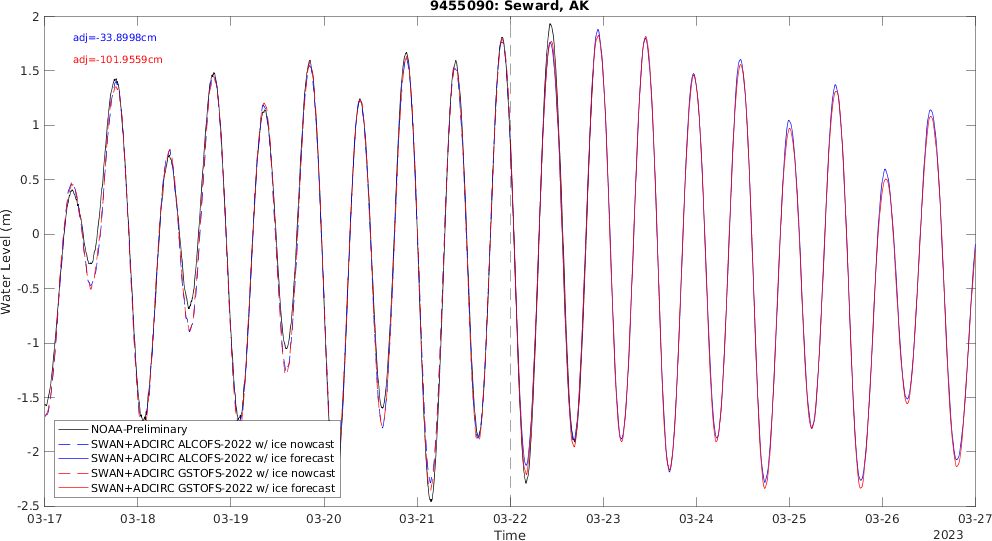 9455090: Seward, AK
adj=-33.8998cm
adj=-101.9559cm
2
1.5
1
0.5
0
-0.5
-1
-1.5
-2
-2.5
Water Level (m)
NOAA-Preliminary
SWAN+ADCIRC ALCOFS-2022 w/ ice nowcast
SWAN+ADCIRC ALCOFS-2022 w/ ice forecast
SWAN+ADCIRC GSTOFS-2022 w/ ice nowcast
SWAN+ADCIRC GSTOFS-2022 w/ ice forecast
03-17 03-18 03-19 03-20 03-21 03-22 03-23 03-24 03-25 03-26 03-27
Time
2023